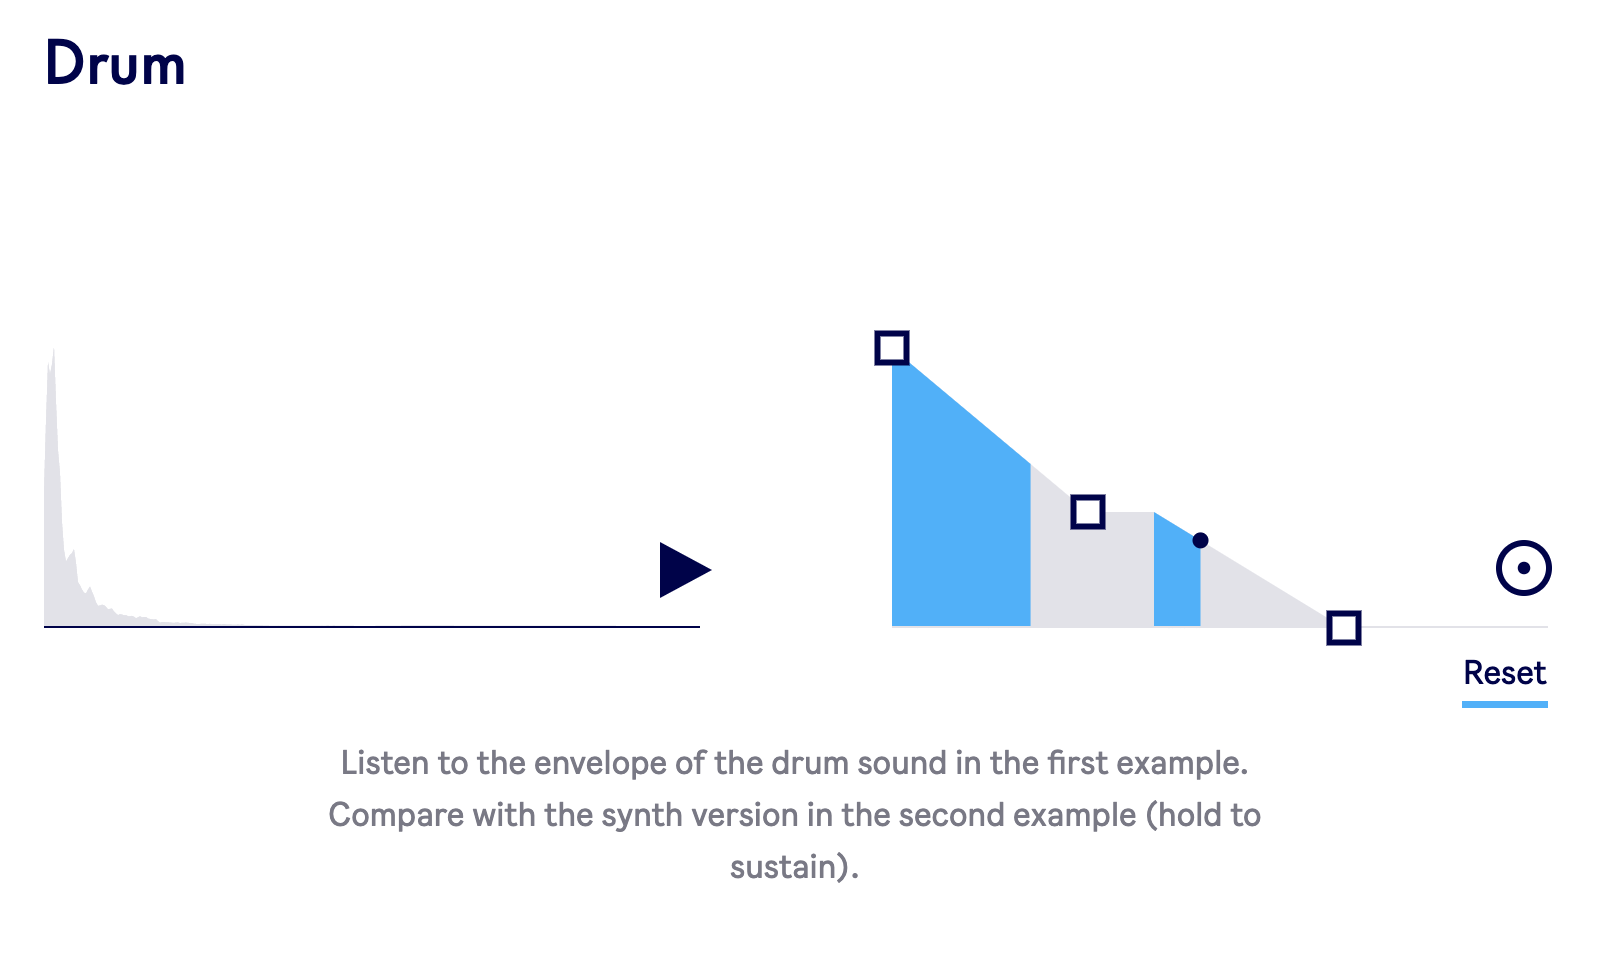 Drum
Reset
Listen to the envelope of the drum sound in the first example.
Compare with the synth version in the second example (hold to
sustain).